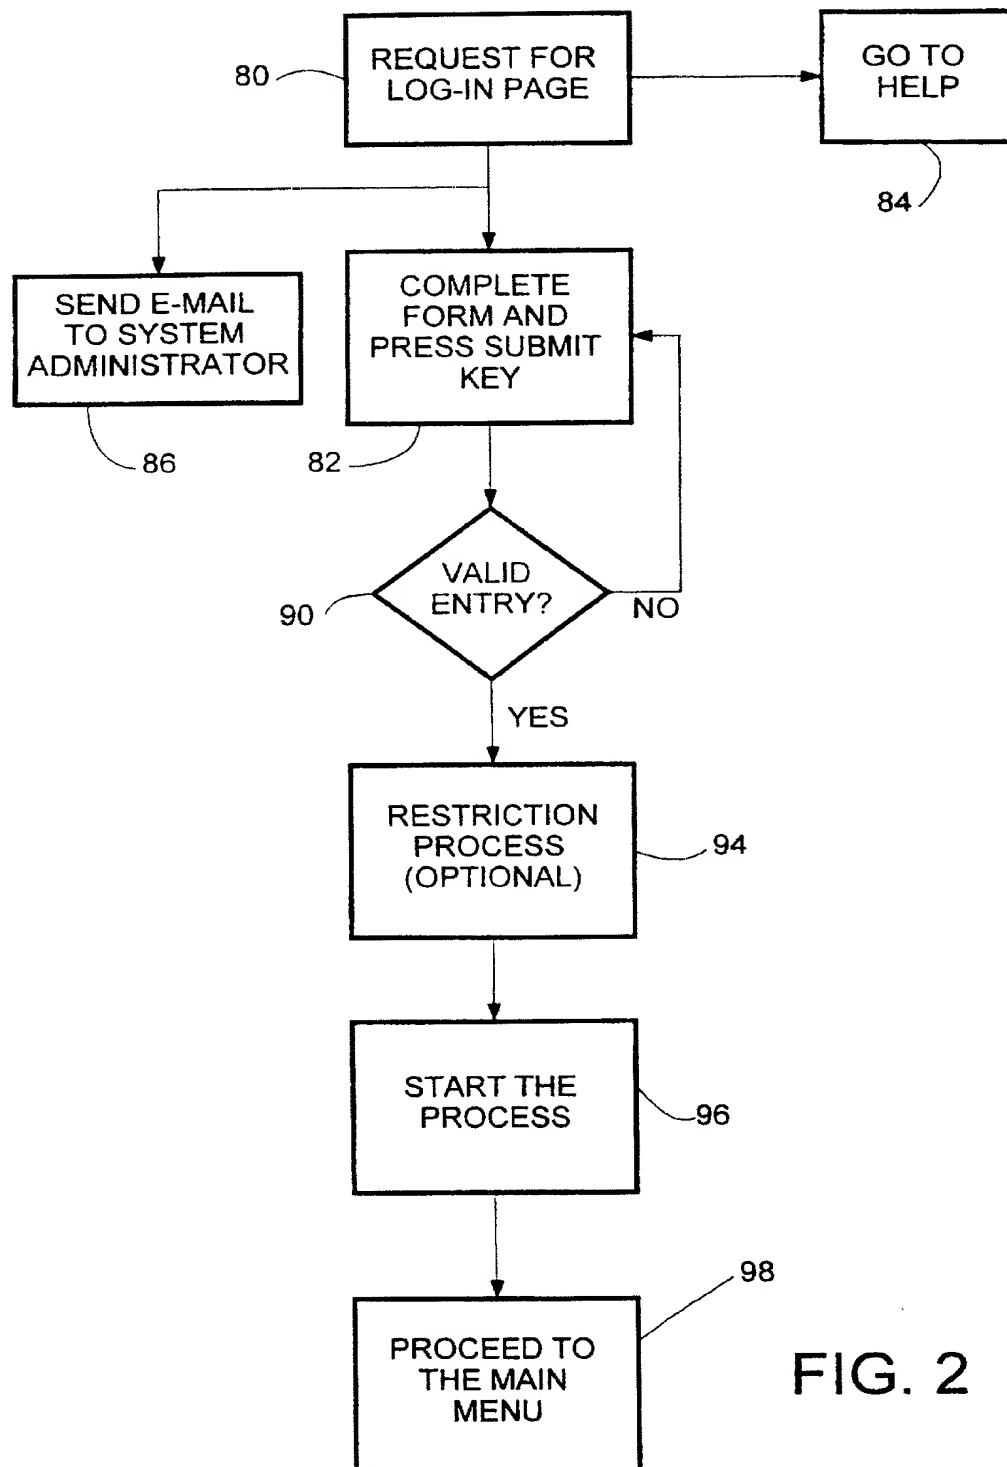 80
REQUEST FOR
LOG-IN PAGE
GO TO
HELP
84
SEND E-MAIL
TO SYSTEM
ADMINISTRATOR
86
COMPLETE
FORM AND
PRESS SUBMIT
KEY
82
90
VALID
ENTRY?
NO
YES
RESTRICTION
PROCESS
(OPTIONAL)
94
START THE
PROCESS
96
98
PROCEED TO
THE MAIN
MENU
FIG. 2